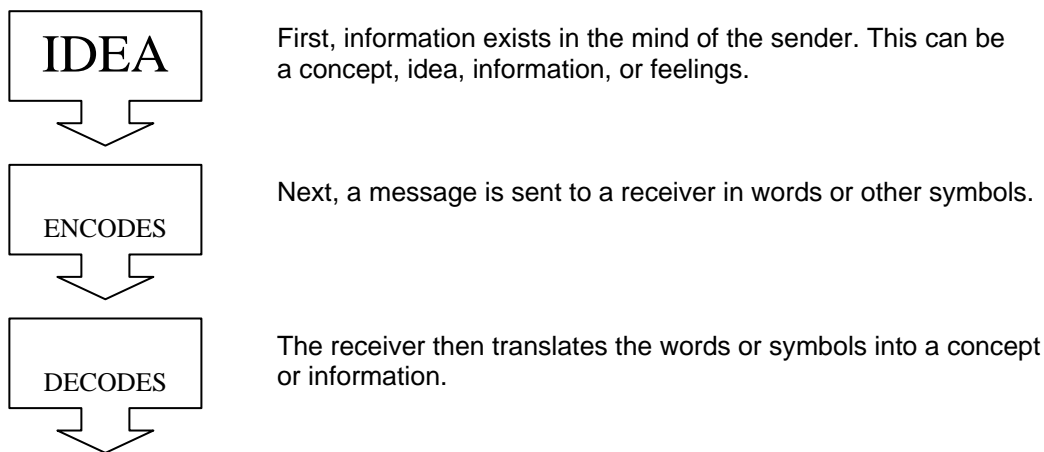 IDEA
First, information exists in the mind of the sender. This can be
a concept, idea, information, or feelings.
ENCODES
Next, a message is sent to a receiver in words or other symbols.
DECODES
The receiver then translates the words or symbols into a concept
or information.